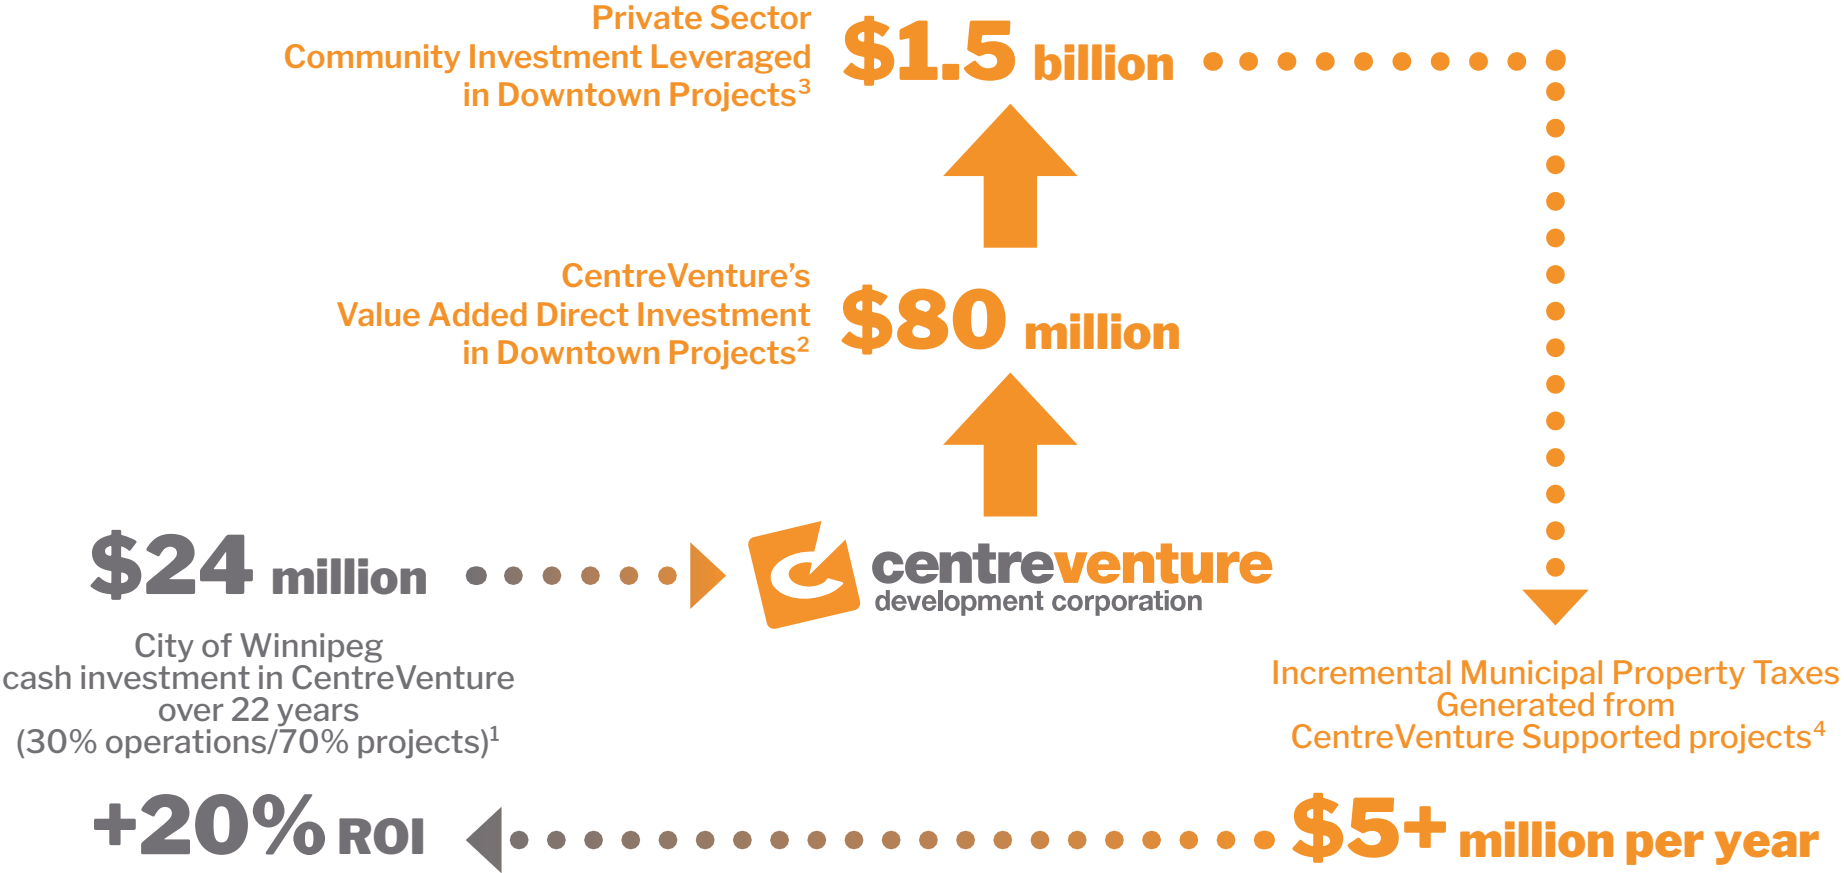 Private Sector
Community Investment Leveraged
in Downtown Projects³
$1.5 billion
CentreVenture's
Value Added Direct Investment
in Downtown Projects²
$80 million
$24 million
centreventure
development corporation
City of Winnipeg
cash investment in CentreVenture
over 22 years
(30% operations/70% projects)¹
Incremental Municipal Property Taxes
Generated from
CentreVenture Supported projects⁴
+20% ROI
$5+ million per year